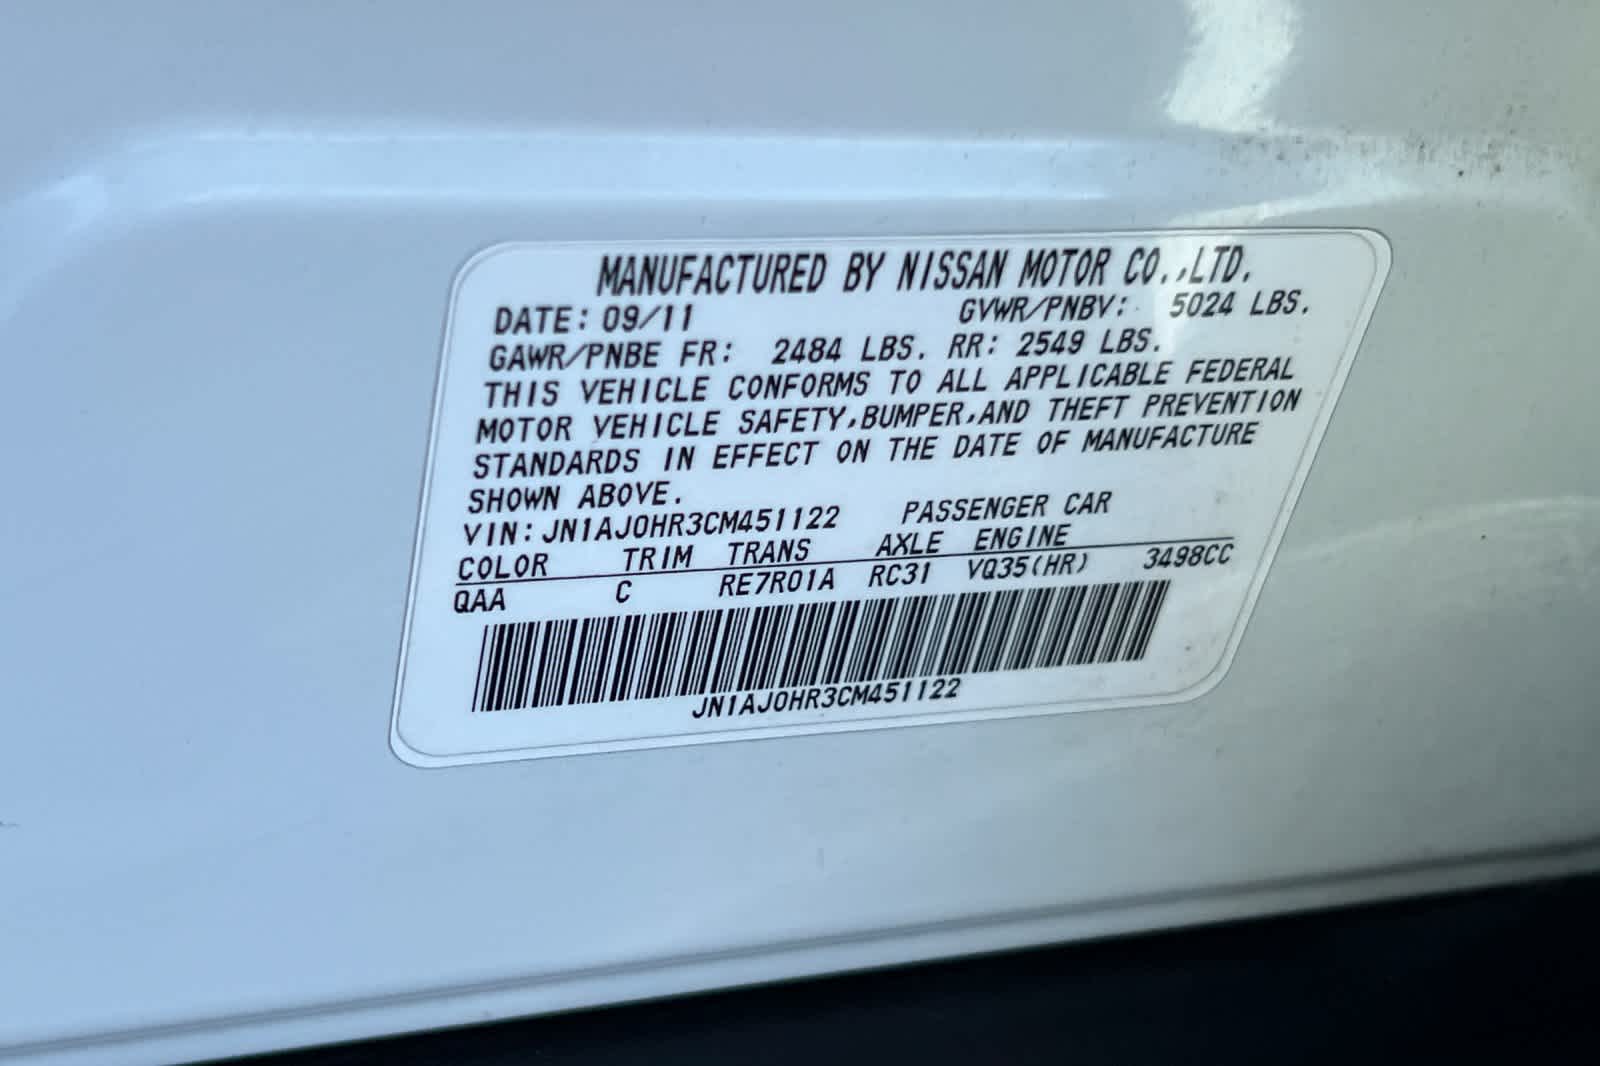 MANUFACTURED BY NISSAN MOTOR CO.,LTD.
DATE: 09/11 GVWR/PNBV: 5024 LBS.
GAWR/PNBE FR: 2484 LBS. RR: 2549 LBS.
THIS VEHICLE CONFORMS TO ALL APPLICABLE FEDERAL
MOTOR VEHICLE SAFETY,BUMPER,AND THEFT PREVENTION
STANDARDS IN EFFECT ON THE DATE OF MANUFACTURE
SHOWN ABOVE.
VIN: JN1AJ0HR3CM451122 PASSENGER CAR
COLOR TRIM TRANS AXLE ENGINE
QAA C RE7R01A RC31 VQ35(HR) 3498CC
JN1AJ0HR3CM451122